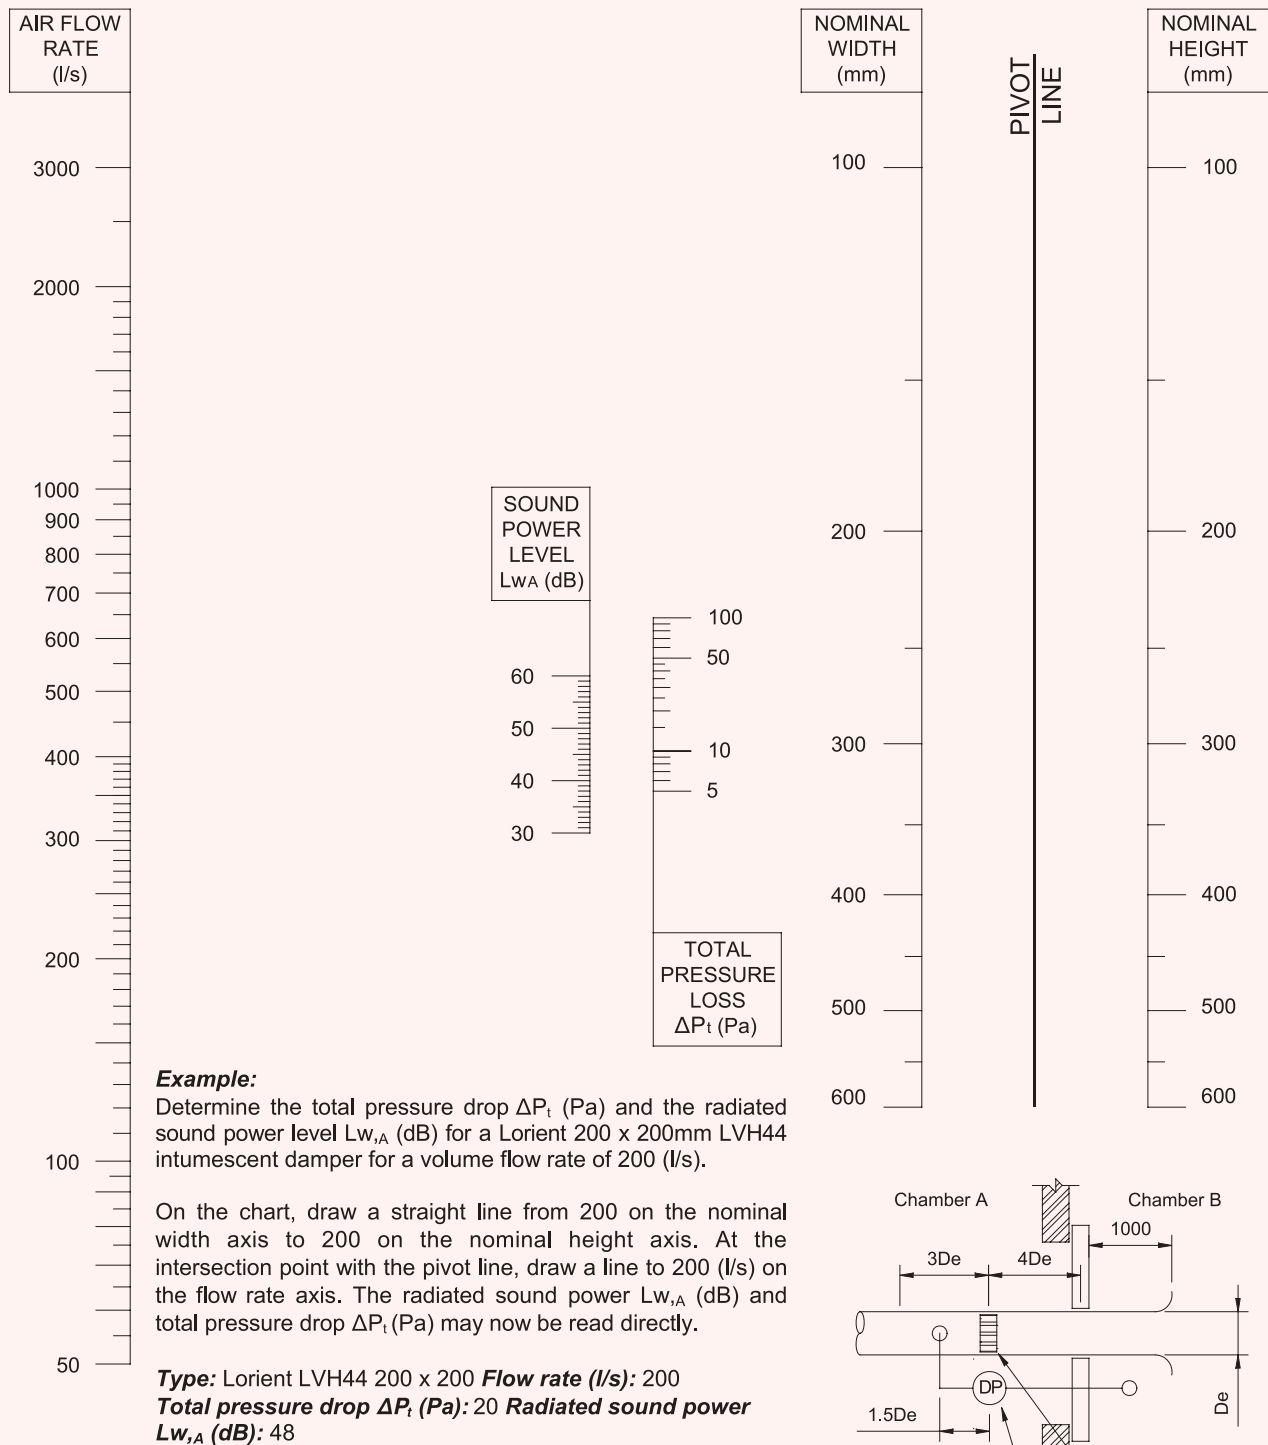 AIR FLOW
RATE
(l/s)
3000
2000
1000
900
800
700
600
500
400
300
200
100
50
SOUND
POWER
LEVEL
LWA (dB)
60
50
40
30
100
50
10
5
TOTAL
PRESSURE
LOSS
ΔPt (Pa)
NOMINAL
WIDTH
(mm)
100
200
300
400
500
600
PIVOT
LINE
NOMINAL
HEIGHT
(mm)
100
200
300
400
500
600
Example:
Determine the total pressure drop ΔPt (Pa) and the radiated
sound power level Lw,A (dB) for a Lorient 200 x 200mm LVH44
intumescent damper for a volume flow rate of 200 (l/s).
On the chart, draw a straight line from 200 on the nominal
width axis to 200 on the nominal height axis. At the
intersection point with the pivot line, draw a line to 200 (l/s) on
the flow rate axis. The radiated sound power Lw,A (dB) and
total pressure drop ΔPt (Pa) may now be read directly.
Type: Lorient LVH44 200 x 200 Flow rate (l/s): 200
Total pressure drop ΔPt (Pa): 20 Radiated sound power
Lw,A (dB): 48
Chamber A
Chamber B
1000
3De
4De
DP
1.5De
De